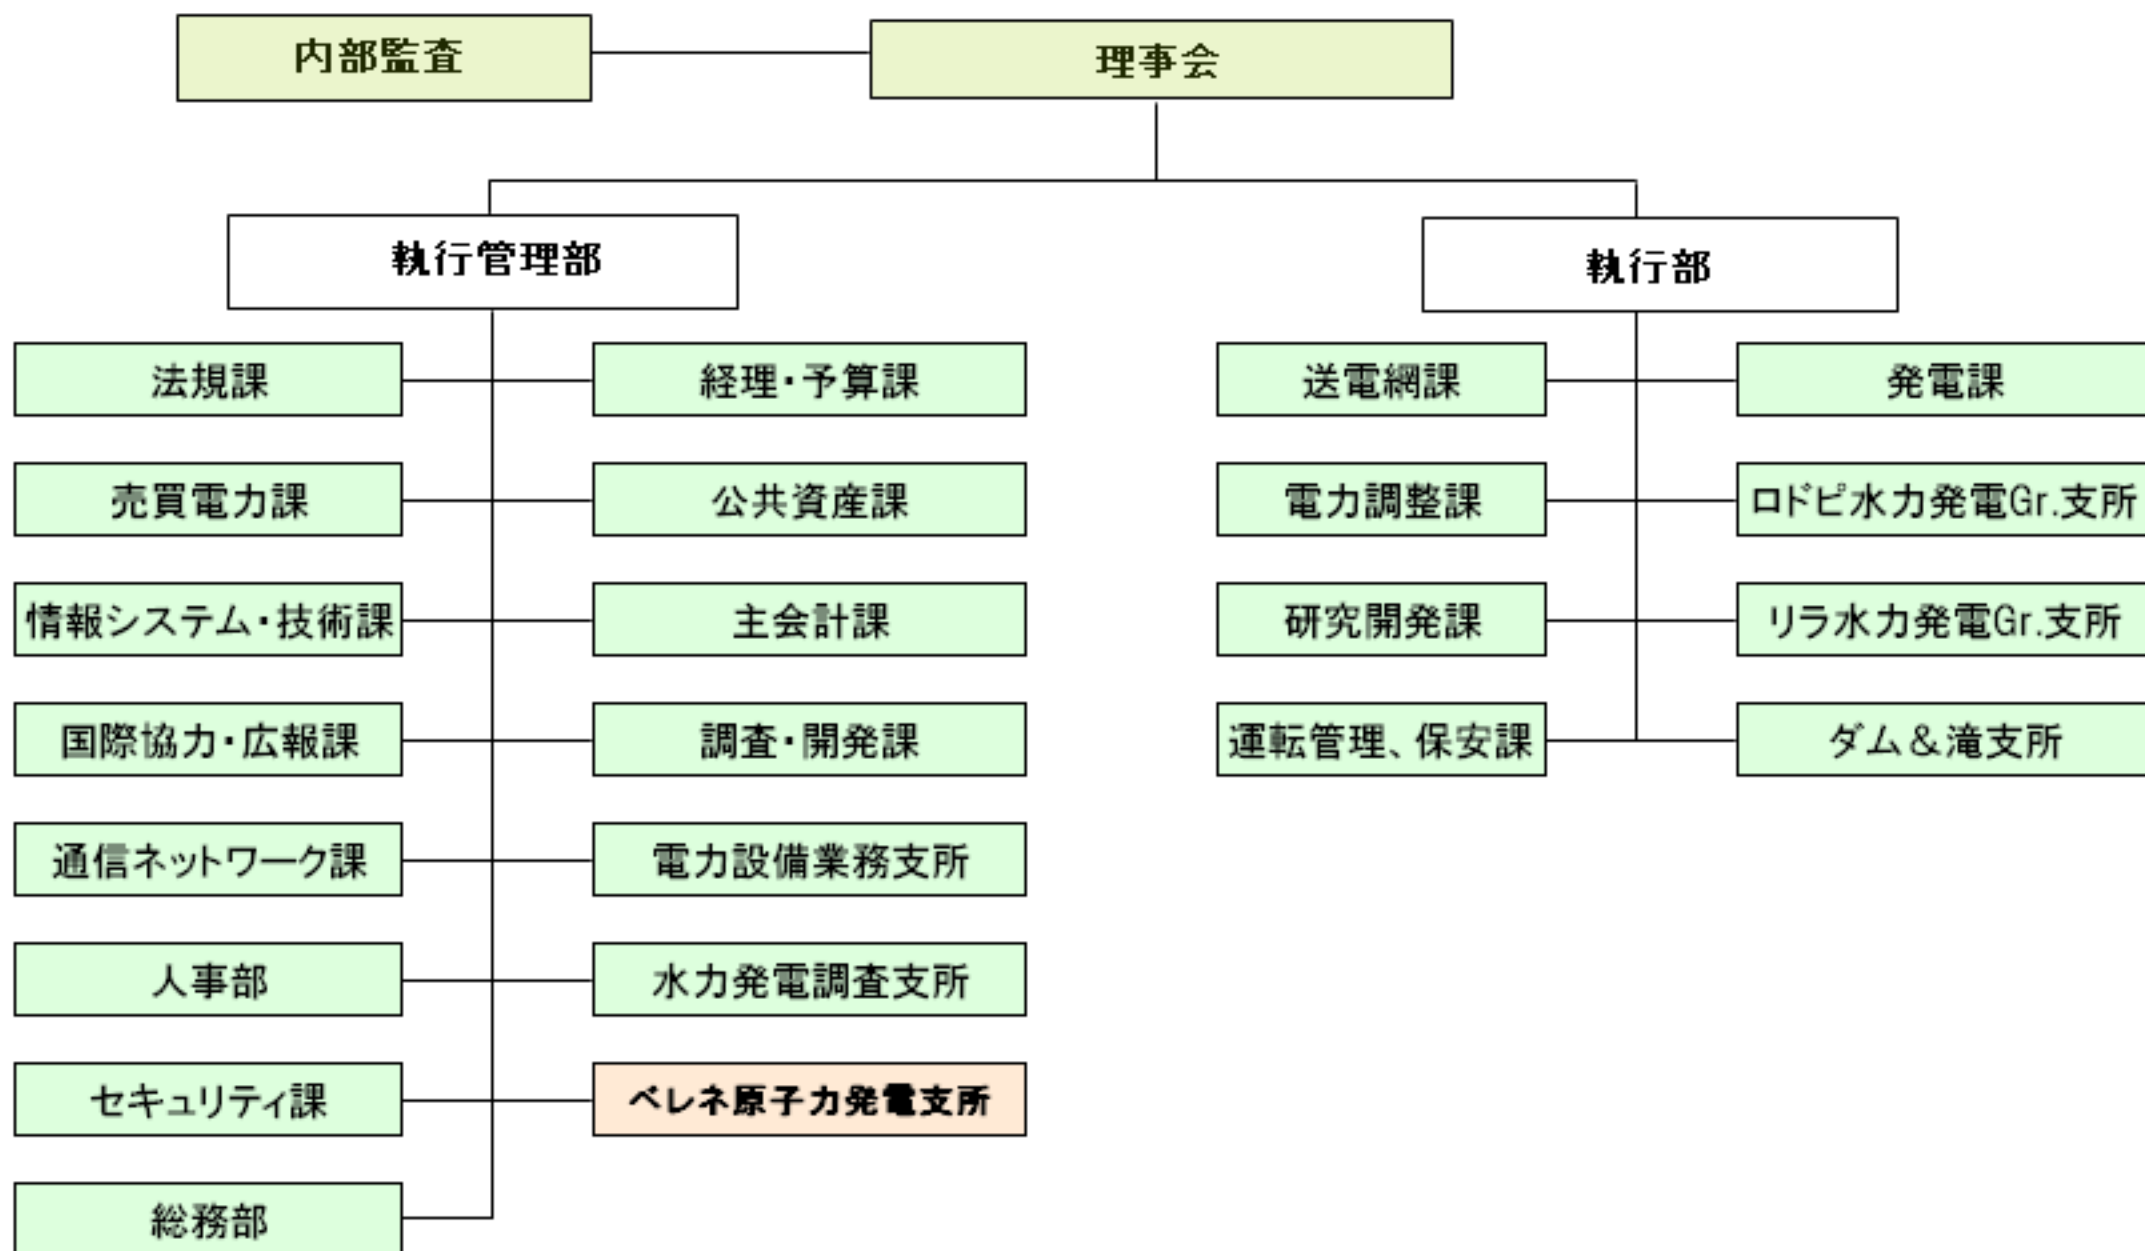 内部監査
理事会
執行管理部
執行部
法規課
経理・予算課
送電網課
発電課
売買電力課
公共資産課
電力調整課
ロドピ水力発電Gr.支所
情報システム・技術課
主会計課
研究開発課
リラ水力発電Gr.支所
国際協力・広報課
調査・開発課
運転管理、保安課
ダム＆滝支所
通信ネットワーク課
電力設備業務支所
人事部
水力発電調査支所
セキュリティ課
ベレネ原子力発電支所
総務部